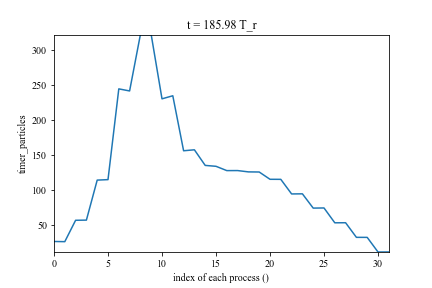 t = 185.98 T_r
300
250
200
150
100
50
timer_particles
0 5 10 15 20 25 30
index of each process ()